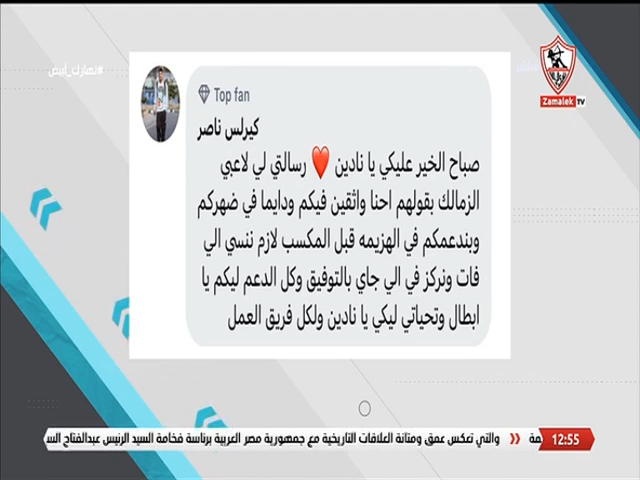 #نهارك_أبيض
Zamalek TV
Top fan
كيرلس ناصر
صباح الخير عليكي يا نادين ❤️ رسالتي لي لاعبي
الزمالك بقولهم احنا واثقين فيكم ودايما في ضهركم
وبندعمكم في الهزيمه قبل المكسب لازم ننسي الي
فات ونركز في الي جاي بالتوفيق وكل الدعم ليكم يا
ابطال وتحياتي ليكي يا نادين ولكل فريق العمل
والتي تعكس عمق ومتانة العلاقات التاريخية مع جمهورية مصر العربية برئاسة فخامة السيد الرئيس عبدالفتاح
12:55